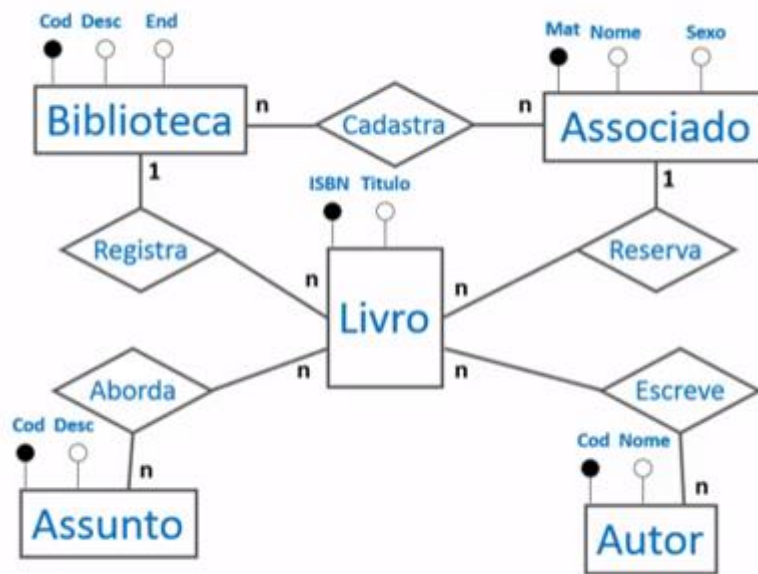 Cod Desc End
Mat Nome Sexo
Biblioteca
n
Cadastra
n
Associado
1
1
ISBN Titulo
Registra
Reserva
n
n
Livro
n
n
Aborda
Escreve
Cod Desc
Cod Nome
n
n
Assunto
Autor